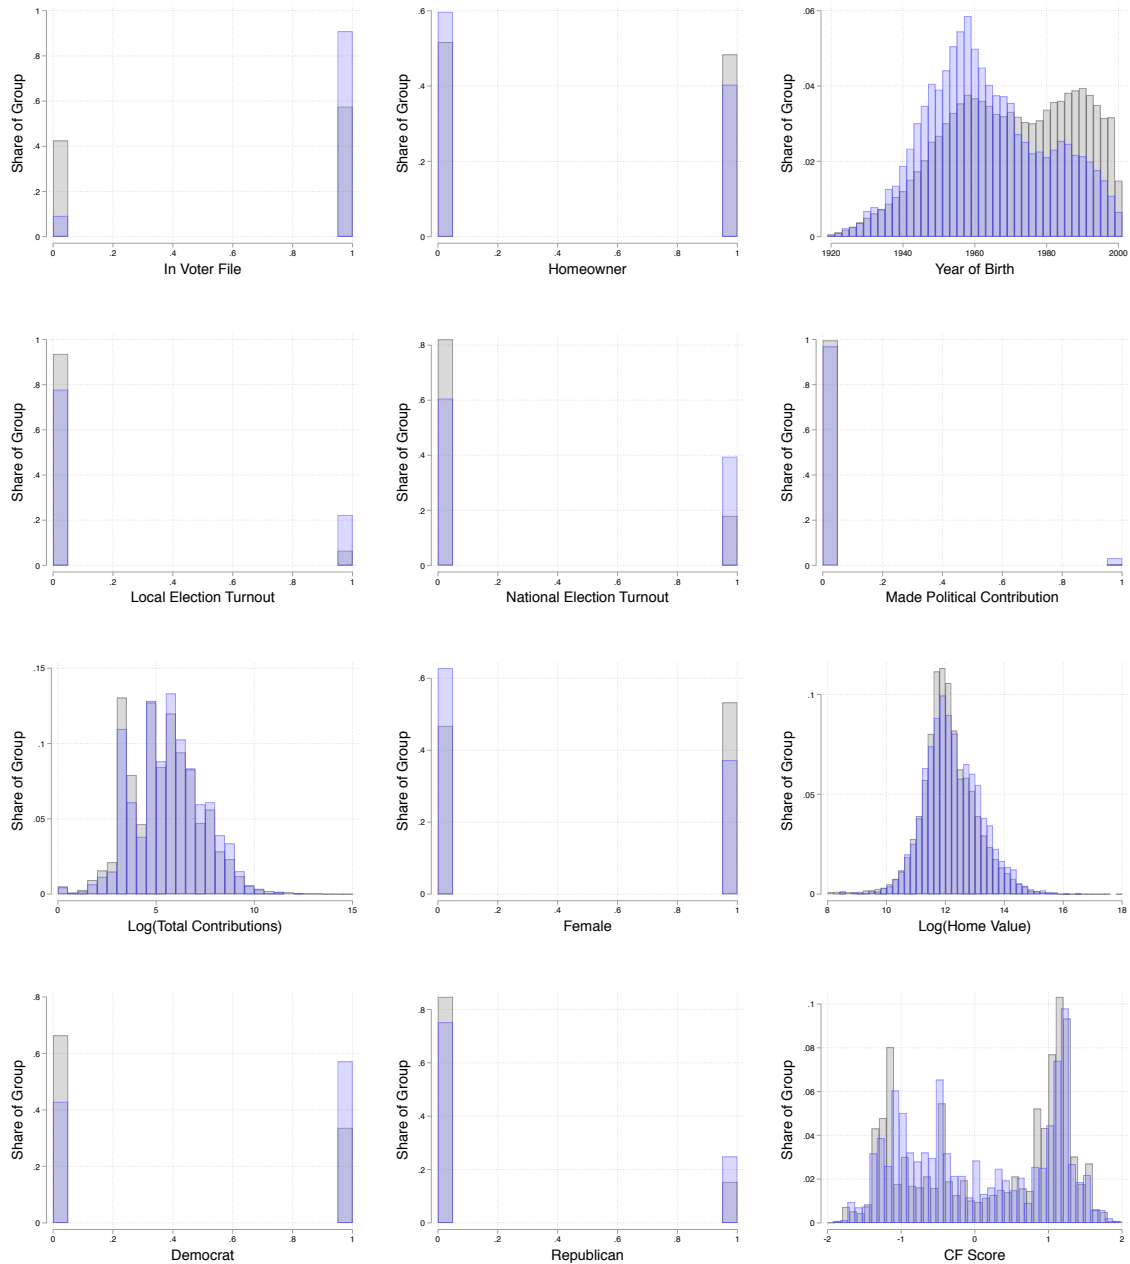 Share of Group
1
.8
.6
.4
.2
0
0 .2 .4 .6 .8 1
In Voter File
Share of Group
.6
.4
.2
0
0 .2 .4 .6 .8 1
Homeowner
Share of Group
.06
.04
.02
0
1920 1940 1960 1980 2000
Year of Birth
Share of Group
1
.8
.6
.4
.2
0
0 .2 .4 .6 .8 1
Local Election Turnout
Share of Group
.8
.6
.4
.2
0
0 .2 .4 .6 .8 1
National Election Turnout
Share of Group
1
.8
.6
.4
.2
0
0 .2 .4 .6 .8 1
Made Political Contribution
Share of Group
.15
.1
.05
0
0 5 10 15
Log(Total Contributions)
Share of Group
.6
.4
.2
0
0 .2 .4 .6 .8 1
Female
Share of Group
.1
.05
0
8 10 12 14 16 18
Log(Home Value)
Share of Group
.8
.6
.4
.2
0
0 .2 .4 .6 .8 1
Democrat
Share of Group
.8
.6
.4
.2
0
0 .2 .4 .6 .8 1
Republican
Share of Group
.1
.08
.06
.04
.02
0
-2 -1 0 1 2
CF Score